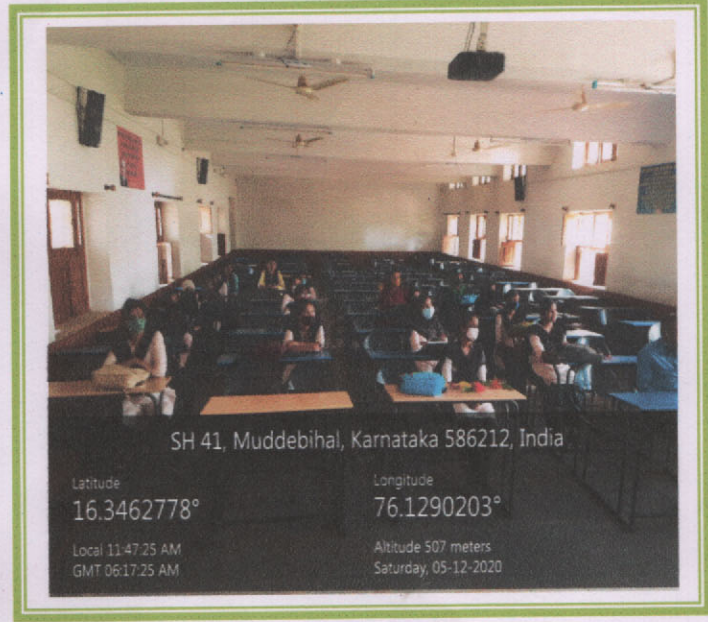 SH 41, Muddebihal, Karnataka 586212, India
Latitude
16.3462778°
Longitude
76.1290203°
Local 11:47:25 AM
GMT 06:17:25 AM
Altitude 507 meters
Saturday, 05-12-2020